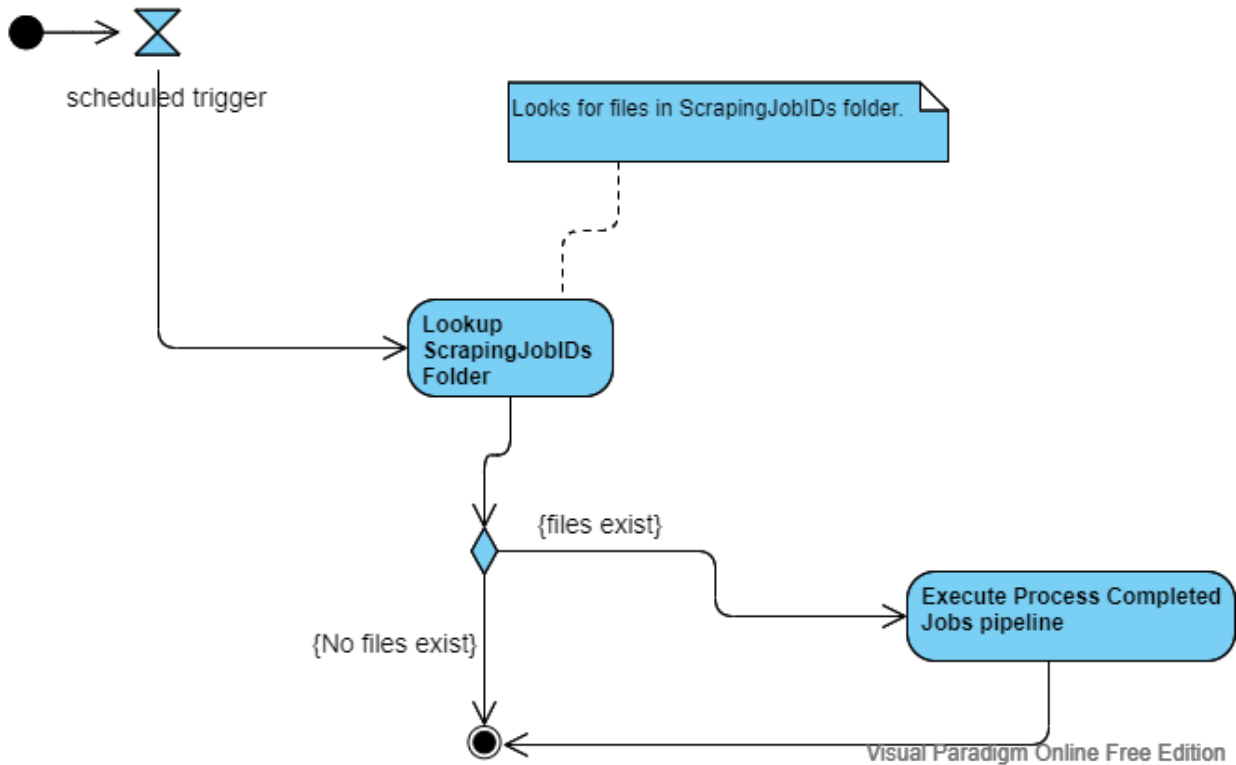 scheduled trigger
Looks for files in ScrapingJobIDs folder.
Lookup
ScrapingJobIDs
Folder
{files exist}
Execute Process Completed
Jobs pipeline
{No files exist}
Visual Paradigm Online Free Edition